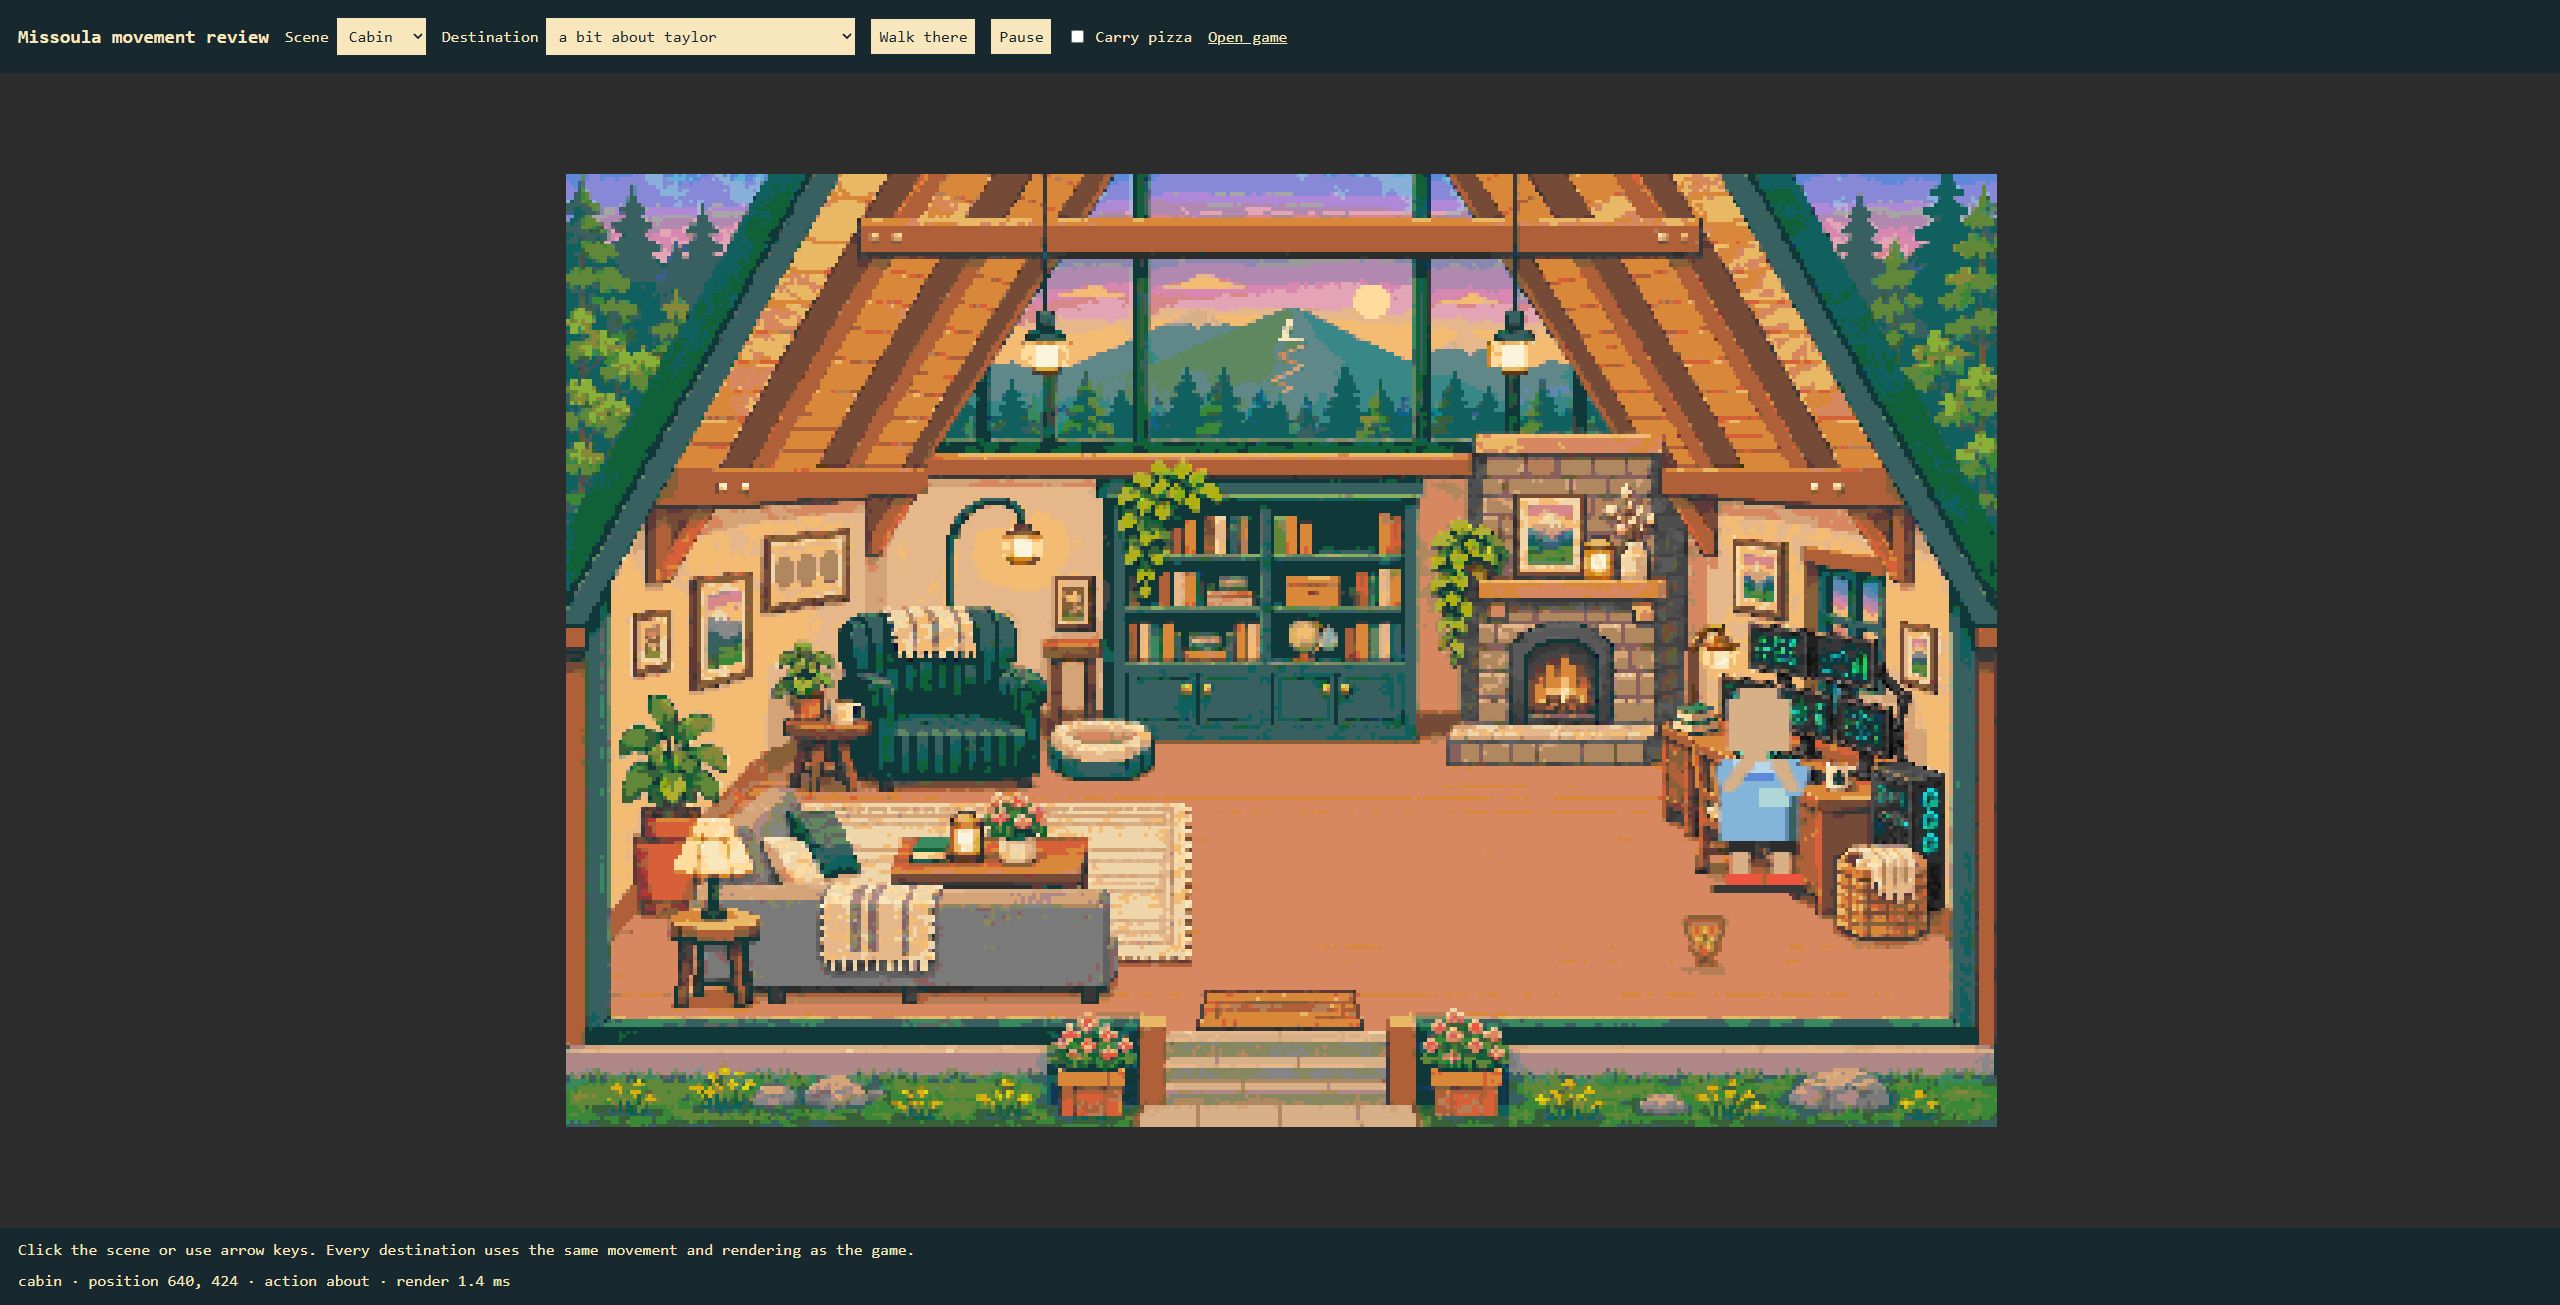 Missoula movement review Scene Cabin Destination a bit about taylor Walk there Pause Carry pizza Open game
Click the scene or use arrow keys. Every destination uses the same movement and rendering as the game.
cabin · position 640, 424 · action about · render 1.4 ms